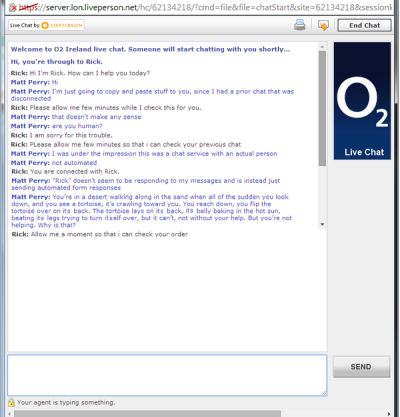 https://server.lon.liveperson.net/hc/62134218/?cmd=file&file=chatStart&site=62134218&session
Live Chat by LIVEPERSON
End Chat
Welcome to O2 Ireland live chat. Someone will start chatting with you shortly...
Hi, you're through to Rick.
Rick: Hi I'm Rick. How can I help you today?
Matt Perry: Hi
Matt Perry: I'm just going to copy and paste stuff to you, since I had a prior chat that was
disconnected
Rick: Please allow me few minutes while I check this for you.
Matt Perry: that doesn't make any sense
Matt Perry: are you human?
Rick: I am sorry for this trouble.
Rick: PLease allow me few minutes so that i can check your previous chat
Matt Perry: I was under the impression this was a chat service with an actual person
Matt Perry: not automated
Rick: You are connected with Rick.
Matt Perry: "Rick" doesn't seem to be responding to my messages and is instead just
sending automated form responses
Matt Perry: You're in a desert walking along in the sand when all of the sudden you look
down, and you see a tortoise, it's crawling toward you. You reach down, you flip the
tortoise over on its back. The tortoise lays on its back, its belly baking in the hot sun,
beating its legs trying to turn itself over, but it can't, not without your help. But you're not
helping. Why is that?
Rick: Allow me a moment so that i can check your order
O2
Live Chat
SEND
Your agent is typing something.